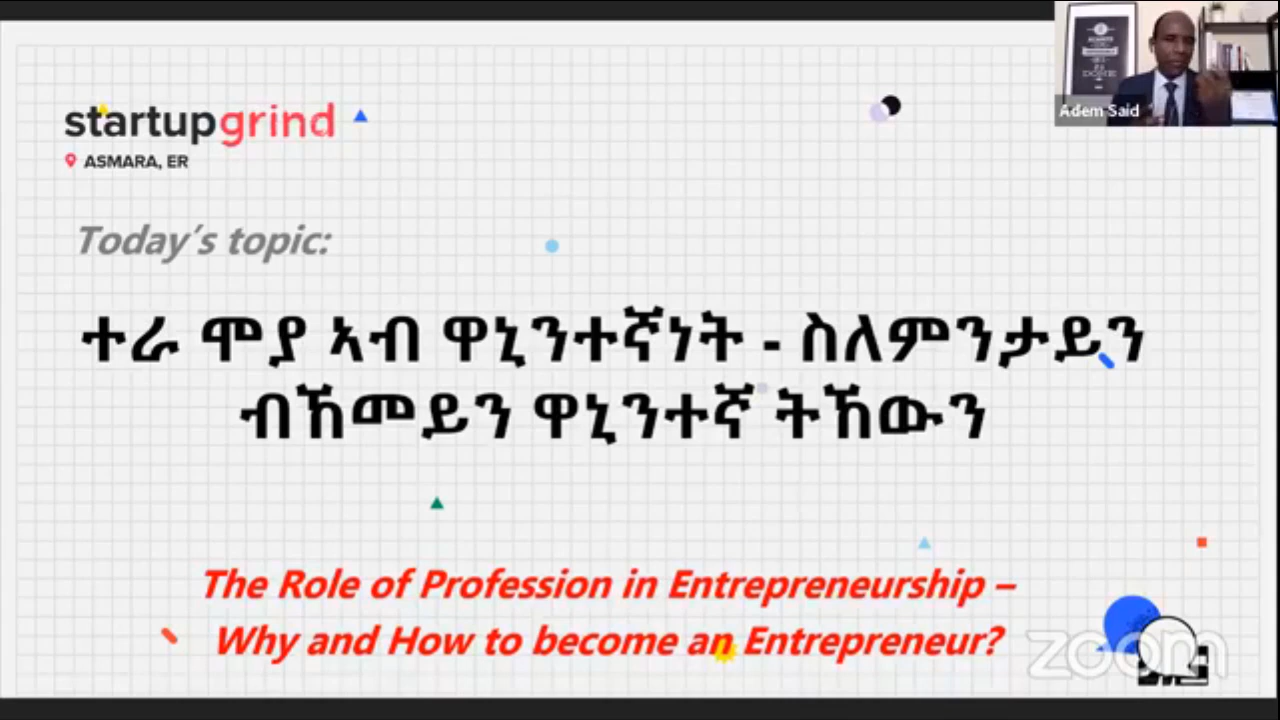 startupgrind
ASMARA, ER
Adem Said
Today's topic:
ተራ ሞያ ኣብ ዋኒንተኛነት - ስለምንታይን
ብኸመይን ዋኒንተኛ ትኸውን
The Role of Profession in Entrepreneurship –
Why and How to become an Entrepreneur?
zoom